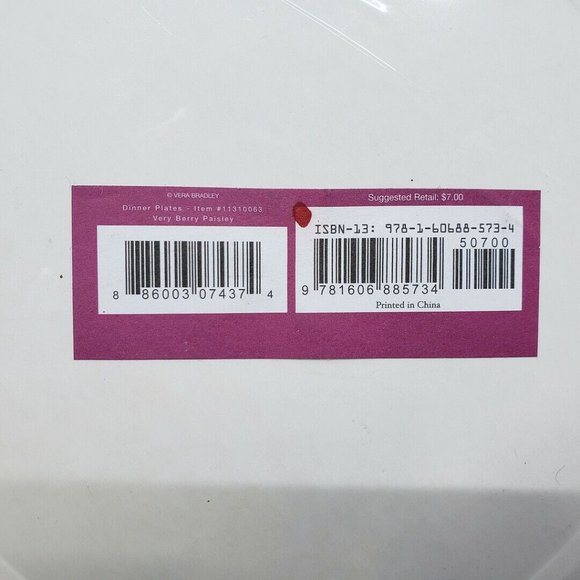 © VERA BRADLEY
Dinner Plates - Item #11310063
Very Berry Paisley
8 86003 07437 4
Suggested Retail: $7.00
ISBN-13: 978-1-60688-573-4
50700
9 781606 885734
Printed in China